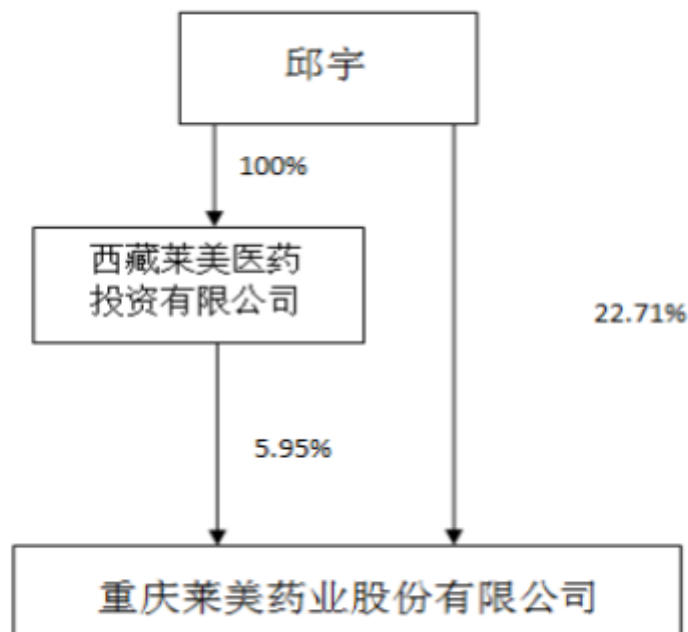 邱宇
100%
西藏莱美医药
投资有限公司
22.71%
5.95%
重庆莱美药业股份有限公司